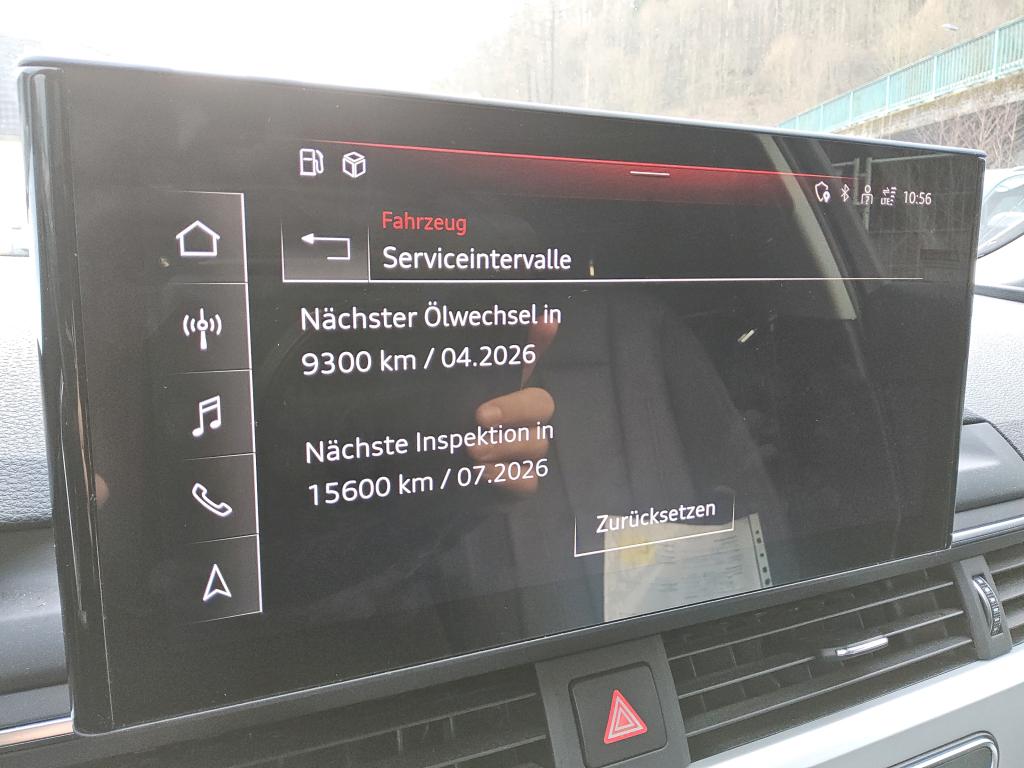 LTE 10:56
Fahrzeug
Serviceintervalle
Nächster Ölwechsel in
9300 km / 04.2026
Nächste Inspektion in
15600 km / 07.2026
Zurücksetzen